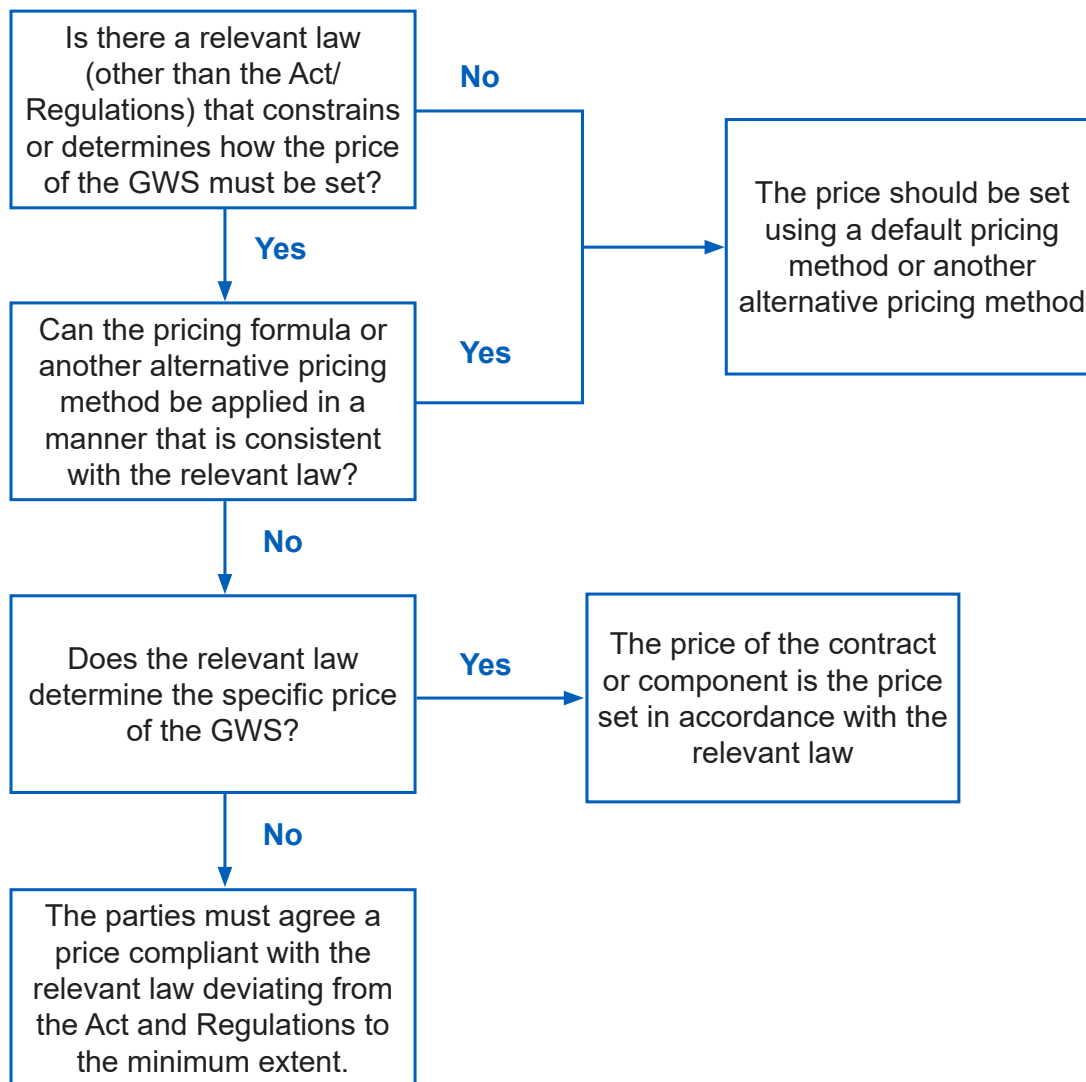 Is there a relevant law
(other than the Act/
Regulations) that constrains
or determines how the price
of the GWS must be set?
No
The price should be set
using a default pricing
method or another
alternative pricing method
Yes
Can the pricing formula or
another alternative pricing
method be applied in a
manner that is consistent
with the relevant law?
Yes
No
Does the relevant law
determine the specific price
of the GWS?
Yes
The price of the contract
or component is the price
set in accordance with the
relevant law
No
The parties must agree a
price compliant with the
relevant law deviating from
the Act and Regulations to
the minimum extent.